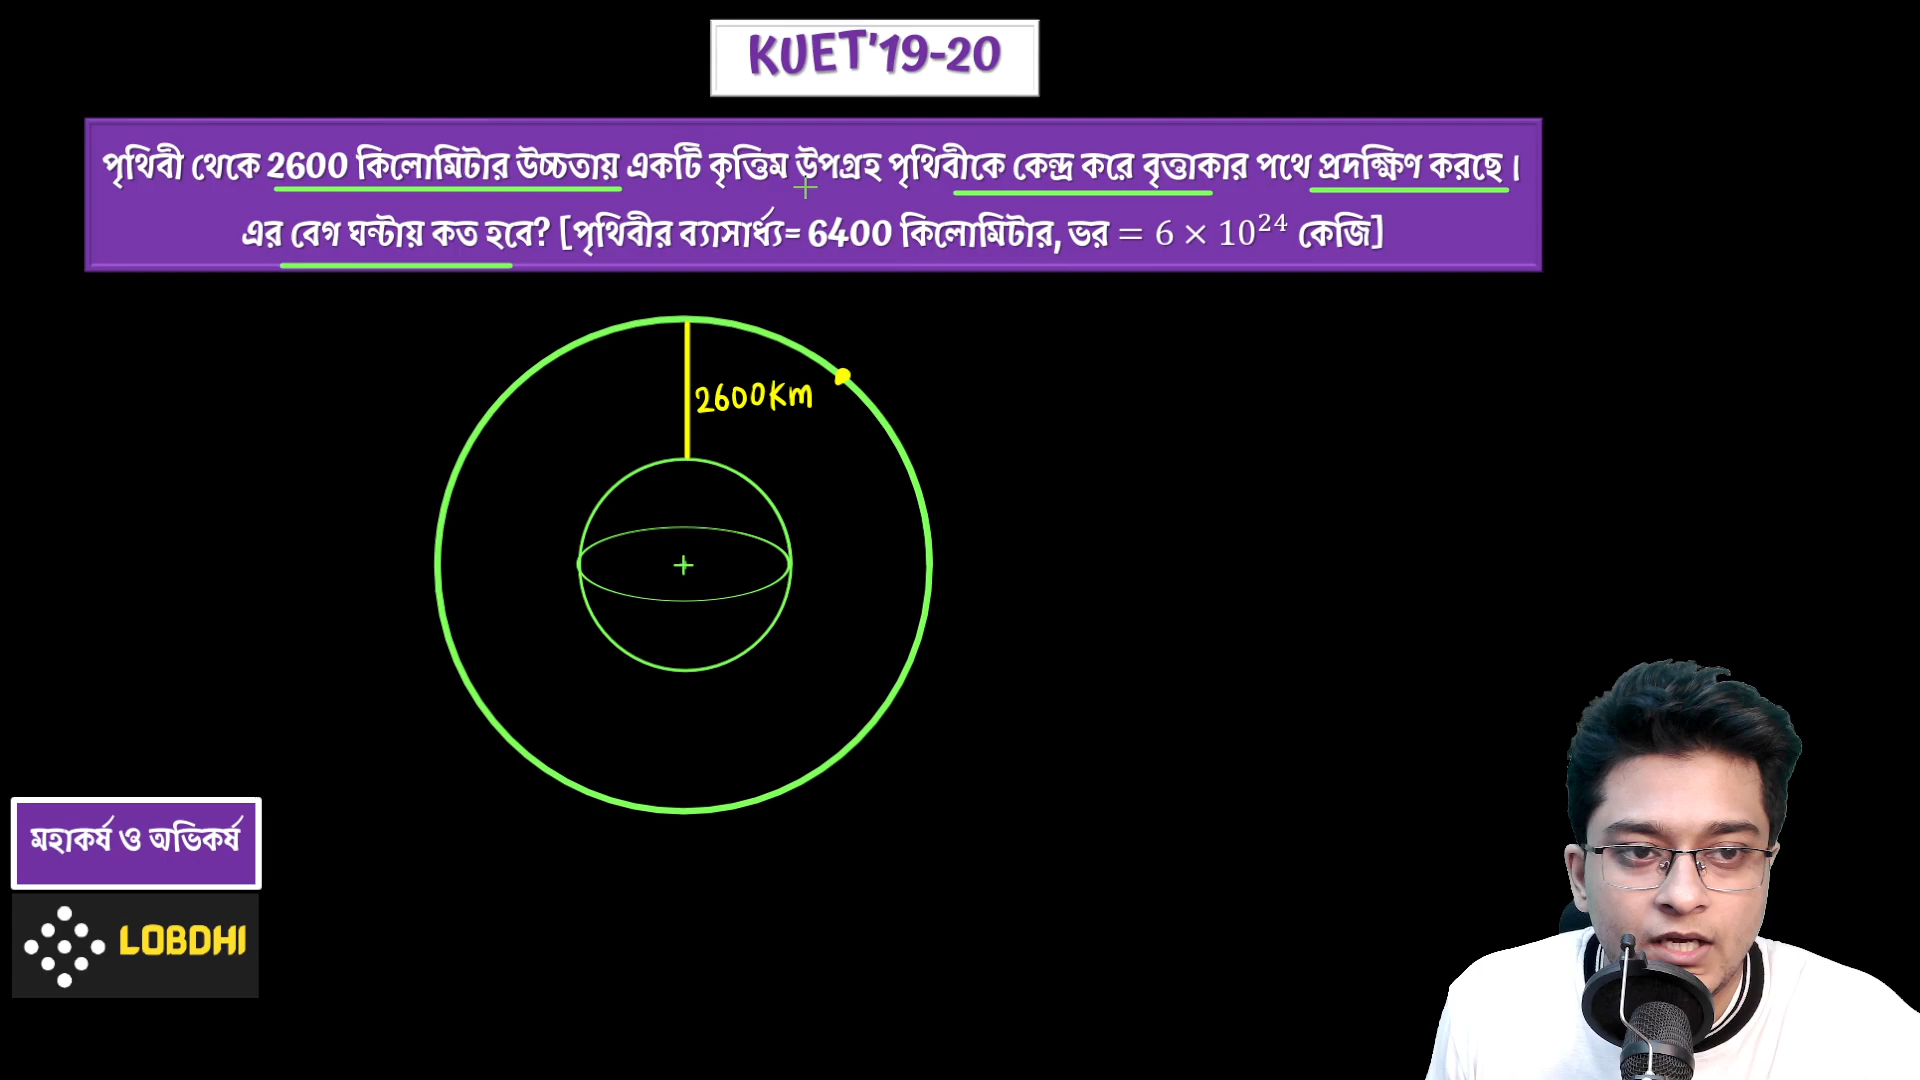 KUET'19-20
পৃথিবী থেকে 2600 কিলোমিটার উচ্চতায় একটি কৃত্তিম উপগ্রহ পৃথিবীকে কেন্দ্র করে বৃত্তাকার পথে প্রদক্ষিণ করছে।
এর বেগ ঘন্টায় কত হবে? [পৃথিবীর ব্যাসার্ধ্য= 6400 কিলোমিটার, ভর = 6 × 10²⁴ কেজি]
2600Km
মহাকর্ষ ও অভিকর্ষ
LOBDHI